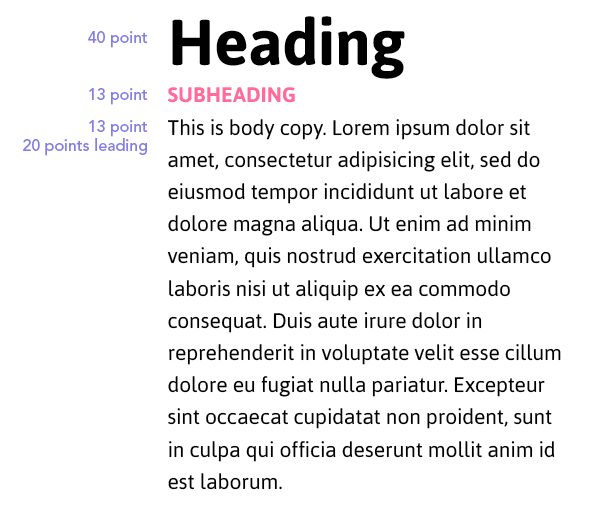 40 point
Heading
13 point
SUBHEADING
13 point
20 points leading
This is body copy. Lorem ipsum dolor sit
amet, consectetur adipisicing elit, sed do
eiusmod tempor incididunt ut labore et
dolore magna aliqua. Ut enim ad minim
veniam, quis nostrud exercitation ullamco
laboris nisi ut aliquip ex ea commodo
consequat. Duis aute irure dolor in
reprehenderit in voluptate velit esse cillum
dolore eu fugiat nulla pariatur. Excepteur
sint occaecat cupidatat non proident, sunt
in culpa qui officia deserunt mollit anim id
est laborum.